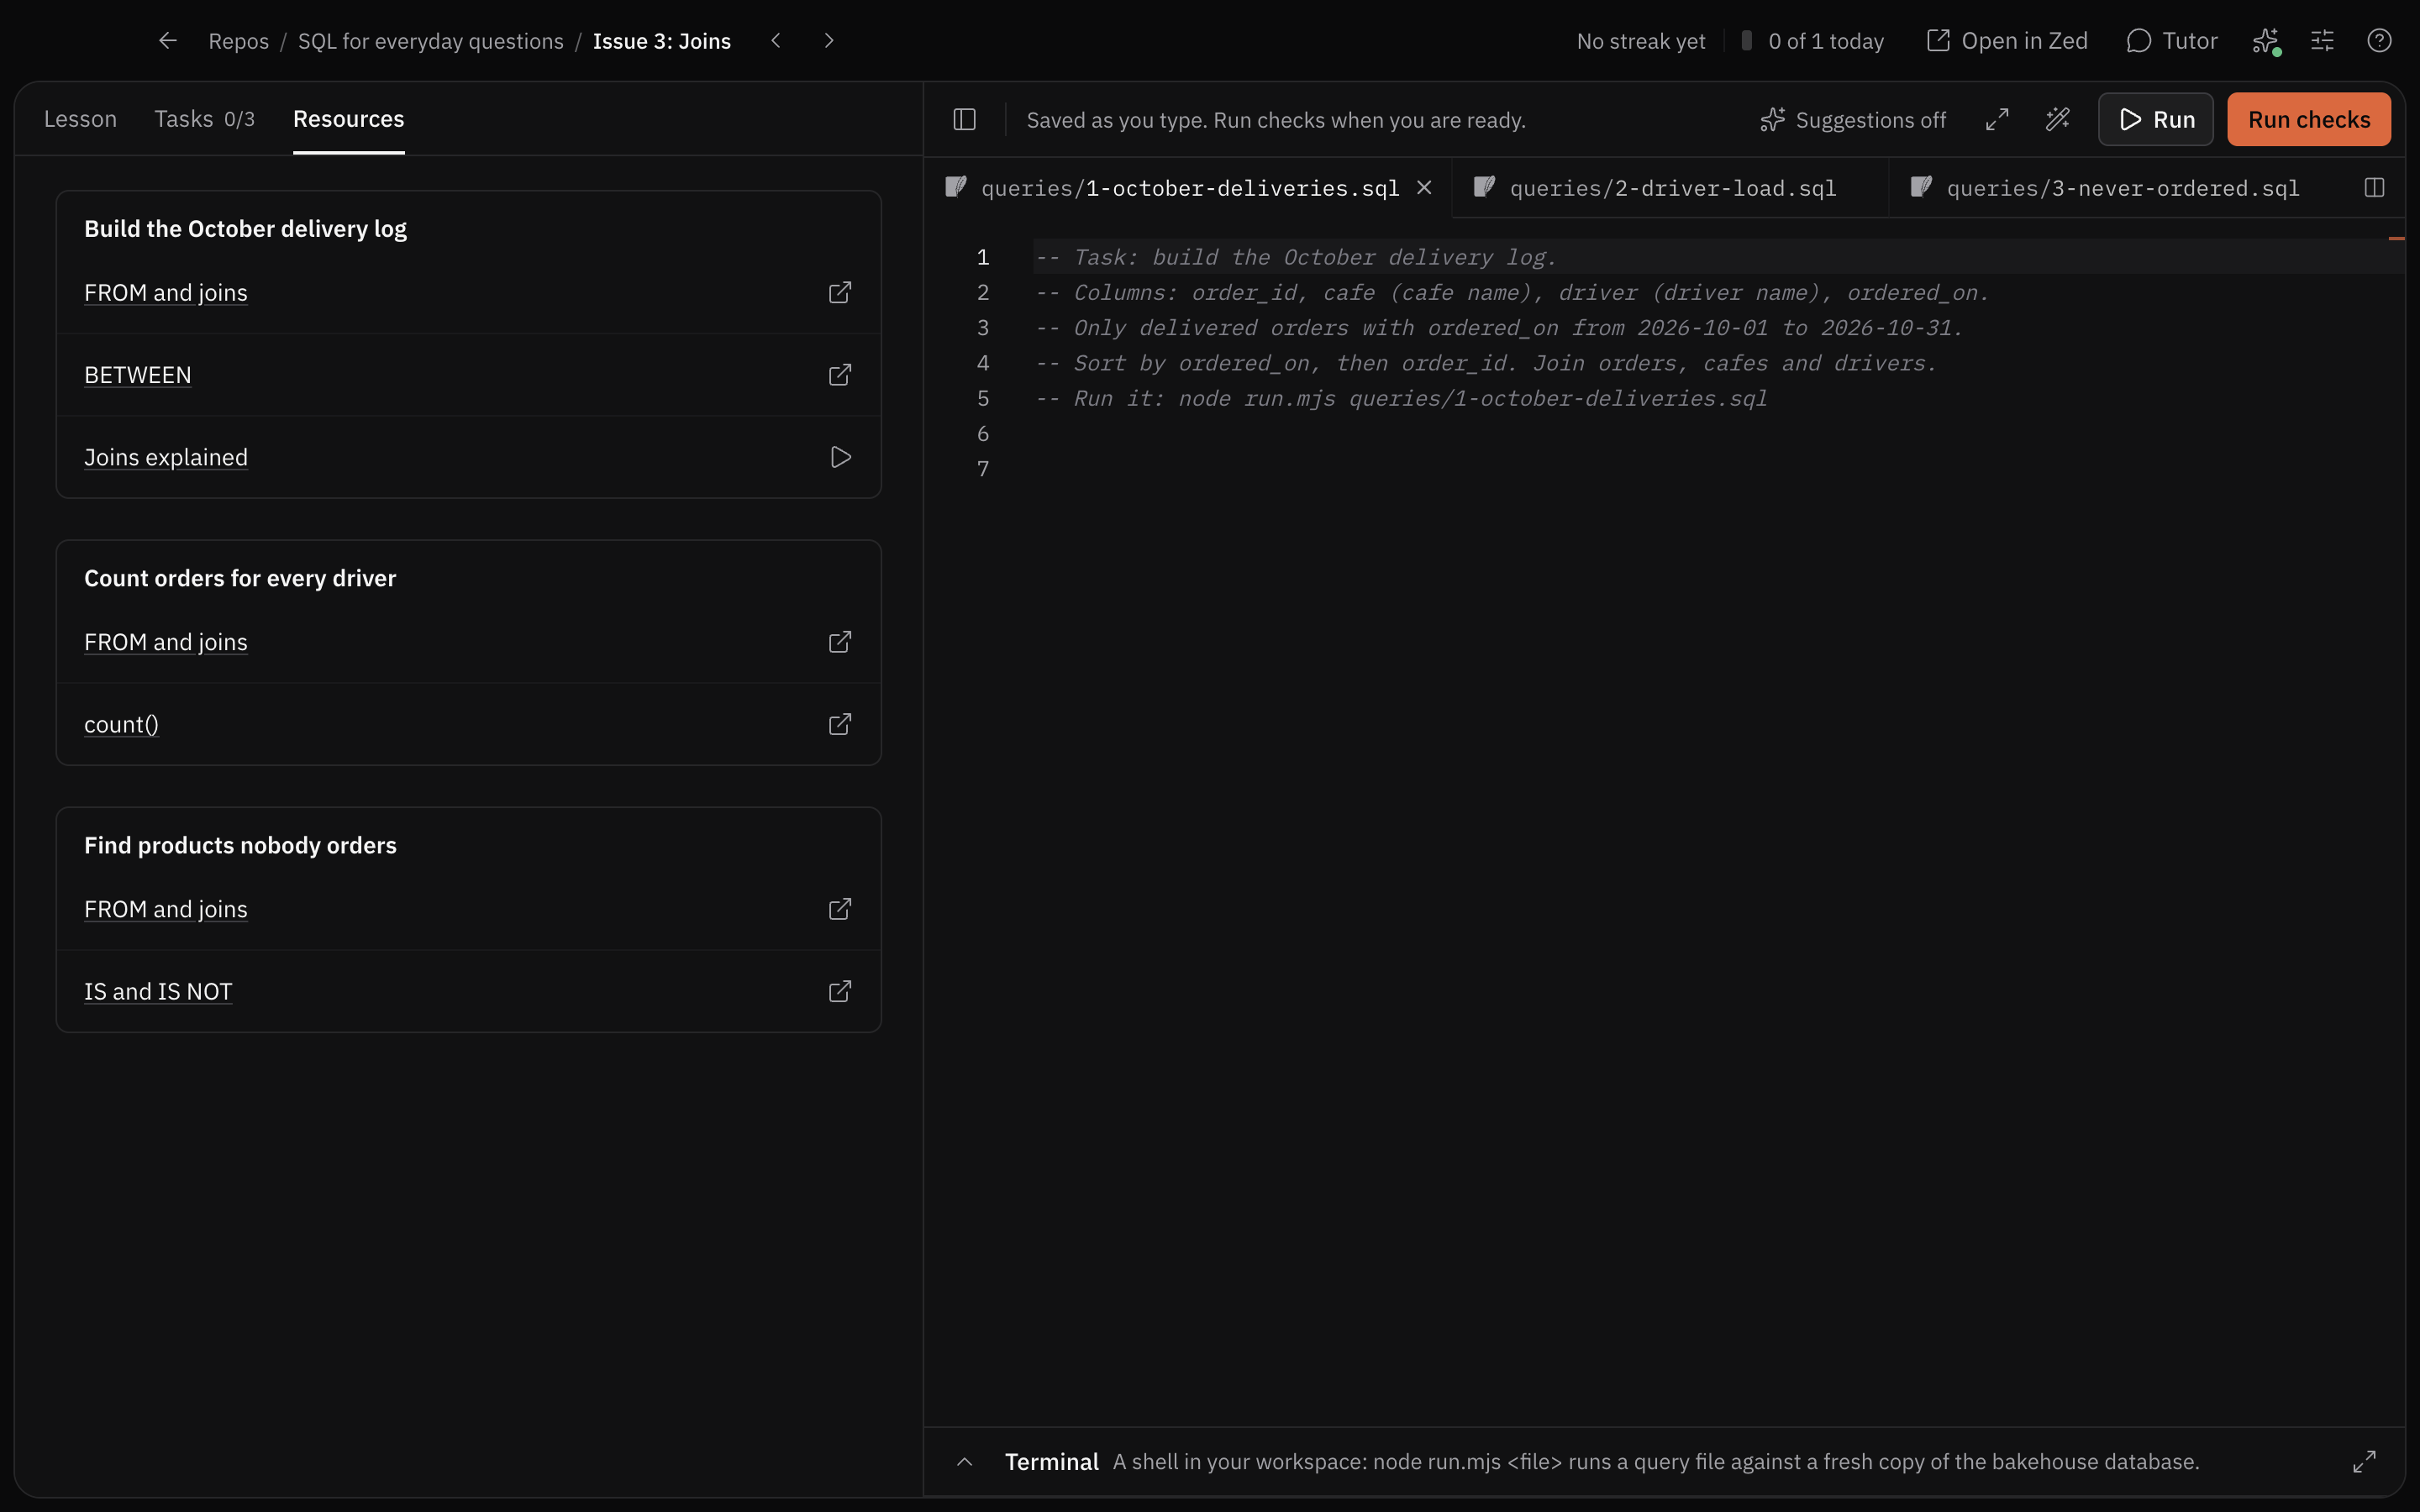 Repos / SQL for everyday questions / Issue 3: Joins
No streak yet
0 of 1 today
Open in Zed
Tutor
Lesson
Tasks 0/3
Resources
Build the October delivery log
FROM and joins
BETWEEN
Joins explained
Count orders for every driver
FROM and joins
count()
Find products nobody orders
FROM and joins
IS and IS NOT
Saved as you type. Run checks when you are ready.
Suggestions off
Run
Run checks
queries/1-october-deliveries.sql
queries/2-driver-load.sql
queries/3-never-ordered.sql
1 -- Task: build the October delivery log.
2 -- Columns: order_id, cafe (cafe name), driver (driver name), ordered_on.
3 -- Only delivered orders with ordered_on from 2026-10-01 to 2026-10-31.
4 -- Sort by ordered_on, then order_id. Join orders, cafes and drivers.
5 -- Run it: node run.mjs queries/1-october-deliveries.sql
6
7
Terminal A shell in your workspace: node run.mjs <file> runs a query file against a fresh copy of the bakehouse database.